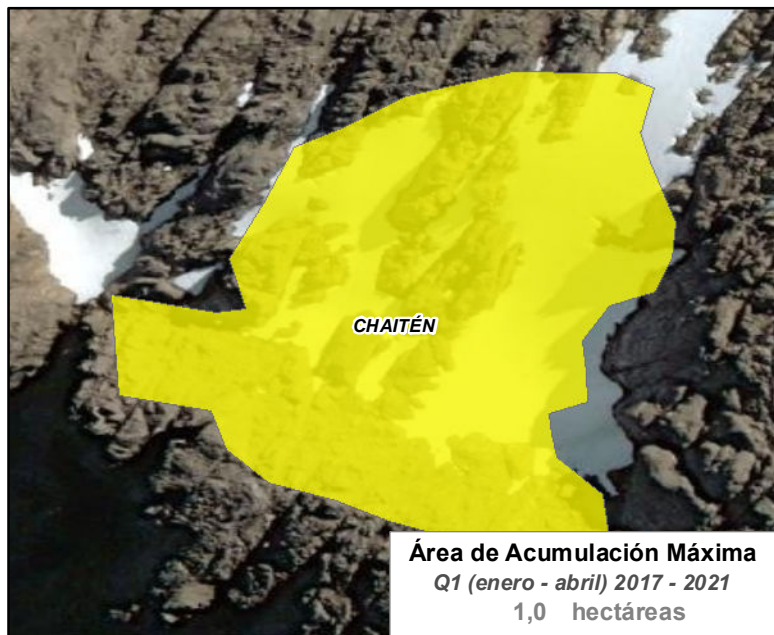 CHAITÉN
Área de Acumulación Máxima
Q1 (enero - abril) 2017 - 2021
1,0 hectáreas